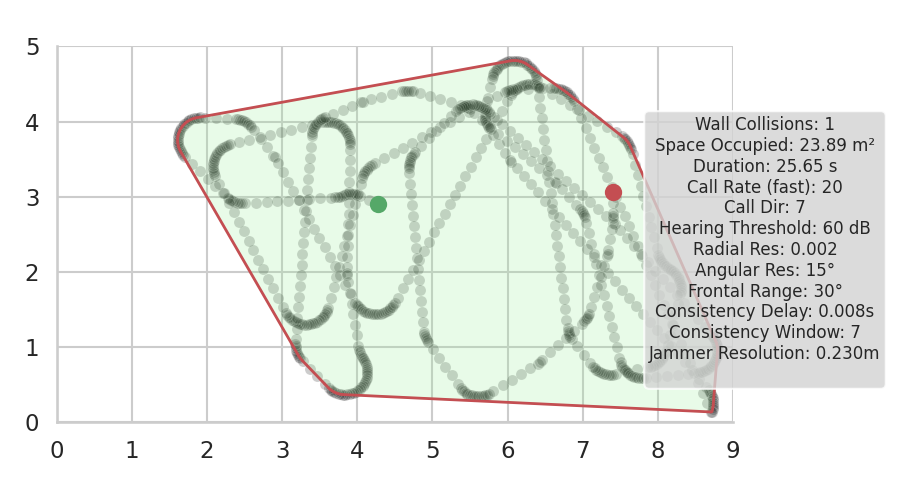 5
4
3
2
1
0
0 1 2 3 4 5 6 7 8 9
Wall Collisions: 1
Space Occupied: 23.89 m²
Duration: 25.65 s
Call Rate (fast): 20
Call Dir: 7
Hearing Threshold: 60 dB
Radial Res: 0.002
Angular Res: 15°
Frontal Range: 30°
Consistency Delay: 0.008s
Consistency Window: 7
Jammer Resolution: 0.230m